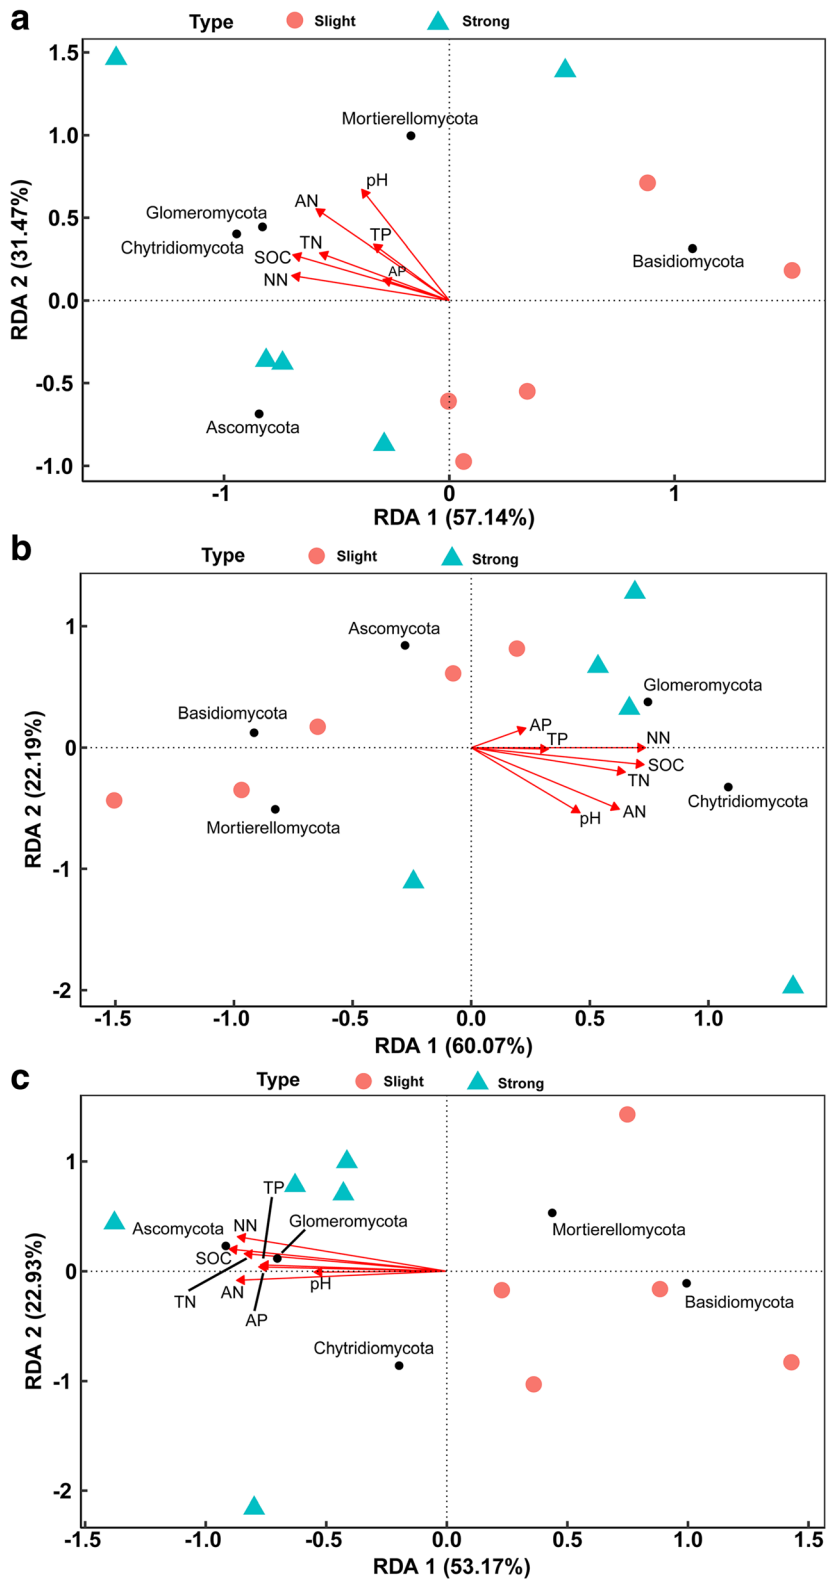 a
Type Slight Strong
1.5
1.0
0.5
0.0
-0.5
-1.0
RDA 2 (31.47%)
Mortierellomycota
pH
AN
Glomeromycota
TP
Chytridiomycota
TN
SOC
AP
NN
Basidiomycota
Ascomycota
-1 0 1
RDA 1 (57.14%)
b
Type Slight Strong
1
0
-1
-2
RDA 2 (22.19%)
Ascomycota
Glomeromycota
Basidiomycota
AP
TP
NN
SOC
TN
Chytridiomycota
AN
pH
Mortierellomycota
-1.5 -1.0 -0.5 0.0 0.5 1.0
RDA 1 (60.07%)
c
Type Slight Strong
1
0
-1
-2
RDA 2 (22.93%)
TP
Ascomycota
NN
Glomeromycota
Mortierellomycota
SOC
pH
AN
TN
AP
Basidiomycota
Chytridiomycota
-1.5 -1.0 -0.5 0.0 0.5 1.0 1.5
RDA 1 (53.17%)